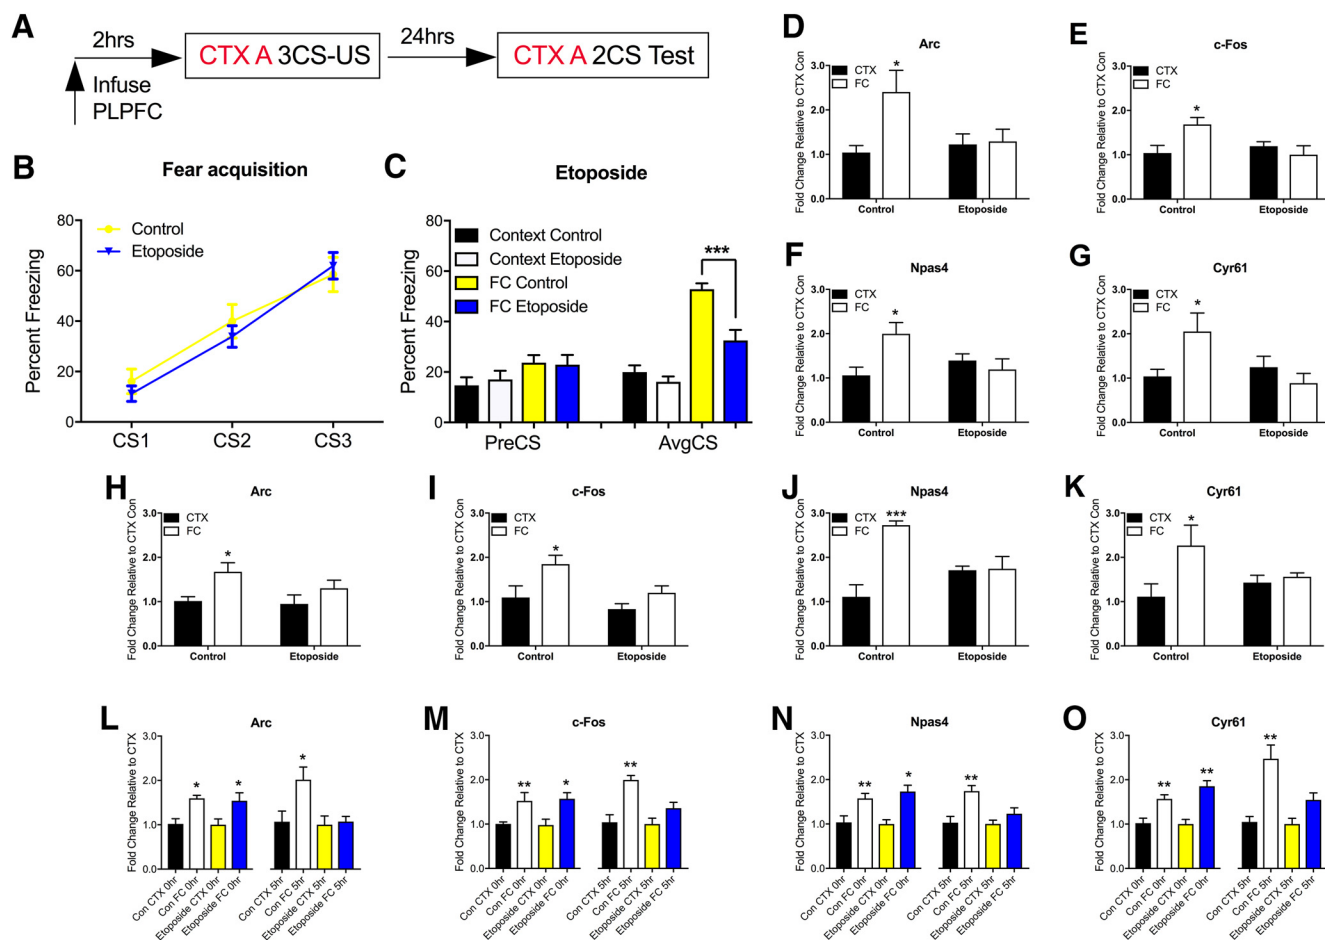 A
2hrs
24hrs
CTX A 3CS-US
CTX A 2CS Test
Infuse
PLPFC
B
Fear acquisition
Percent Freezing
80
60
40
20
0
Control
Etoposide
CS1 CS2 CS3
C
Etoposide
Percent Freezing
80
60
40
20
0
Context Control
Context Etoposide
FC Control
FC Etoposide
***
PreCS AvgCS
D
Arc
Fold Change Relative to CTX Con
3.0
2.0
1.0
0.0
CTX
FC
*
Control Etoposide
E
c-Fos
Fold Change Relative to CTX Con
3.0
2.0
1.0
0.0
CTX
FC
*
Control Etoposide
F
Npas4
Fold Change Relative to CTX Con
3.0
2.0
1.0
0.0
CTX
FC
*
Control Etoposide
G
Cyr61
Fold Change Relative to CTX Con
3.0
2.0
1.0
0.0
CTX
FC
*
Control Etoposide
H
Arc
Fold Change Relative to CTX Con
3.0
2.0
1.0
0.0
CTX
FC
*
Control Etoposide
I
c-Fos
Fold Change Relative to CTX Con
3.0
2.0
1.0
0.0
CTX
FC
*
Control Etoposide
J
Npas4
Fold Change Relative to CTX Con
3.0
2.0
1.0
0.0
CTX
FC
***
Control Etoposide
K
Cyr61
Fold Change Relative to CTX Con
3.0
2.0
1.0
0.0
CTX
FC
*
Control Etoposide
L
Arc
Fold Change Relative to CTX
3.0
2.0
1.0
0.0
* * *
Con CTX 0hr
Con FC 0hr
Etoposide CTX 0hr
Etoposide FC 0hr
Con CTX 5hr
Con FC 5hr
Etoposide CTX 5hr
Etoposide FC 5hr
M
c-Fos
Fold Change Relative to CTX
3.0
2.0
1.0
0.0
** * **
Con CTX 0hr
Con FC 0hr
Etoposide CTX 0hr
Etoposide FC 0hr
Con CTX 5hr
Con FC 5hr
Etoposide CTX 5hr
Etoposide FC 5hr
N
Npas4
Fold Change Relative to CTX
3.0
2.0
1.0
0.0
** * **
Con CTX 0hr
Con FC 0hr
Etoposide CTX 0hr
Etoposide FC 0hr
Con CTX 5hr
Con FC 5hr
Etoposide CTX 5hr
Etoposide FC 5hr
O
Cyr61
Fold Change Relative to CTX
3.0
2.0
1.0
0.0
** ** **
Con CTX 0hr
Con FC 0hr
Etoposide CTX 0hr
Etoposide FC 0hr
Con CTX 5hr
Con FC 5hr
Etoposide CTX 5hr
Etoposide FC 5hr